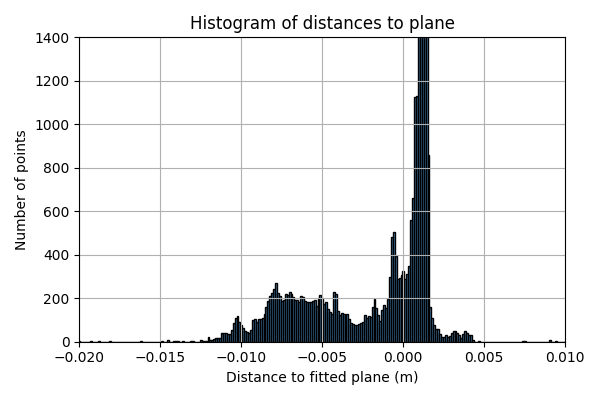 Histogram of distances to plane
1400
1200
1000
800
600
400
200
0
Number of points
−0.020 −0.015 −0.010 −0.005 0.000 0.005 0.010
Distance to fitted plane (m)